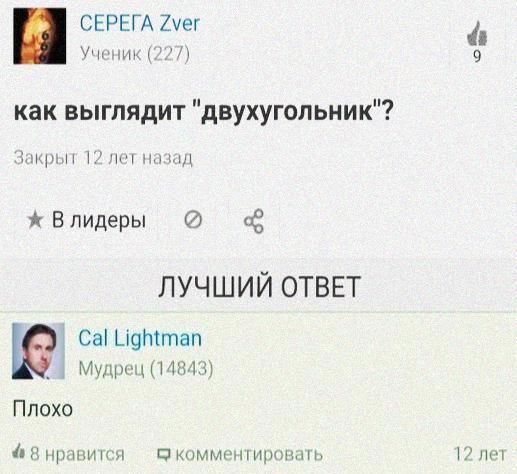 СЕРЕГА Zver
Ученик (227)
9
как выглядит "двухугольник"?
Закрыт 12 лет назад
В лидеры
ЛУЧШИЙ ОТВЕТ
Cal Lightman
Мудрец (14843)
Плохо
8 нравится комментировать 12 лет